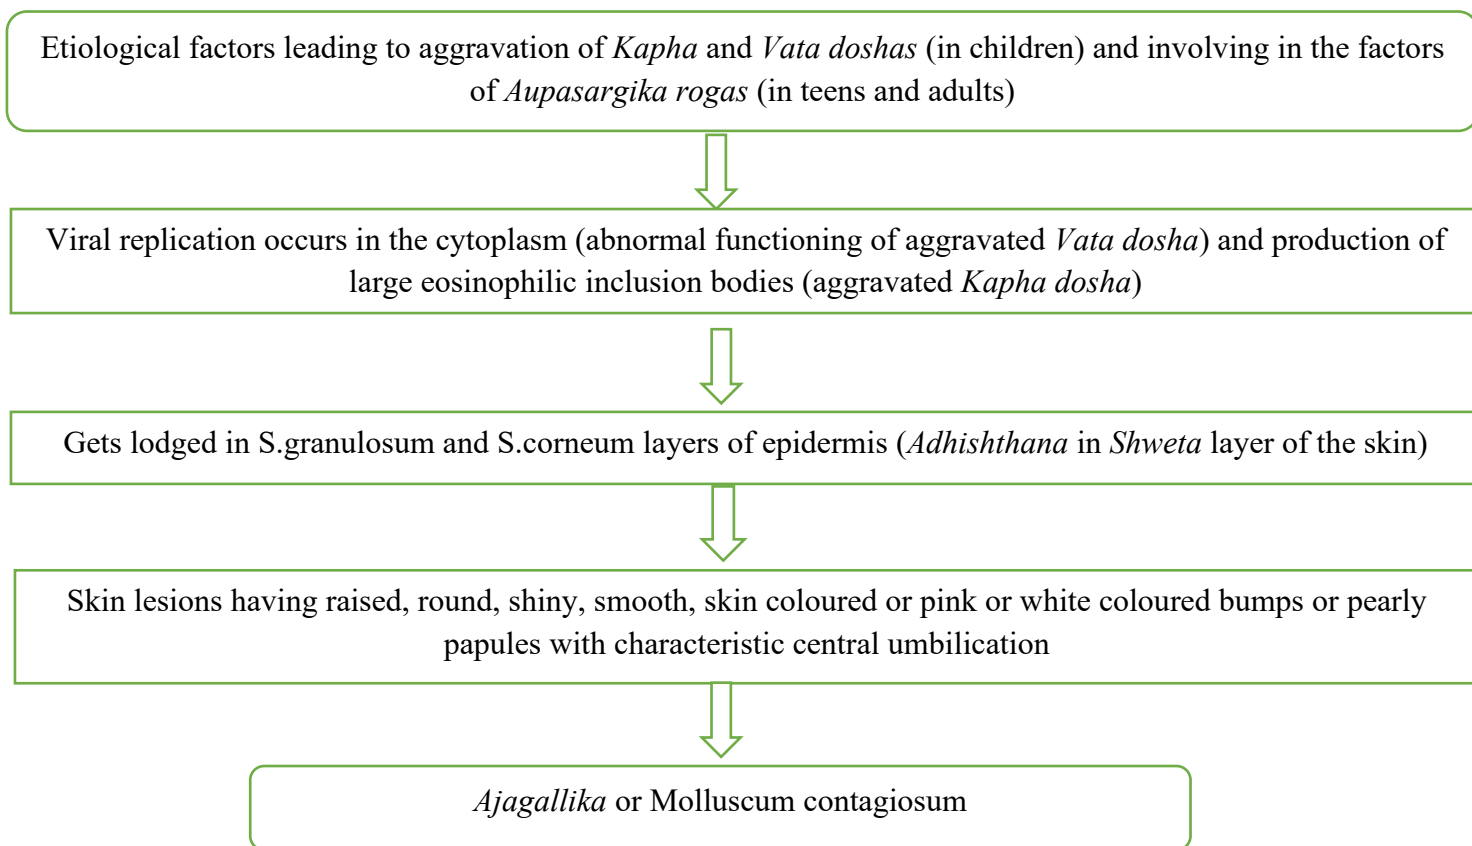 Etiological factors leading to aggravation of Kapha and Vata doshas (in children) and involving in the factors
of Aupasargika rogas (in teens and adults)
Viral replication occurs in the cytoplasm (abnormal functioning of aggravated Vata dosha) and production of
large eosinophilic inclusion bodies (aggravated Kapha dosha)
Gets lodged in S.granulosum and S.corneum layers of epidermis (Adhishthana in Shweta layer of the skin)
Skin lesions having raised, round, shiny, smooth, skin coloured or pink or white coloured bumps or pearly
papules with characteristic central umbilication
Ajagallika or Molluscum contagiosum